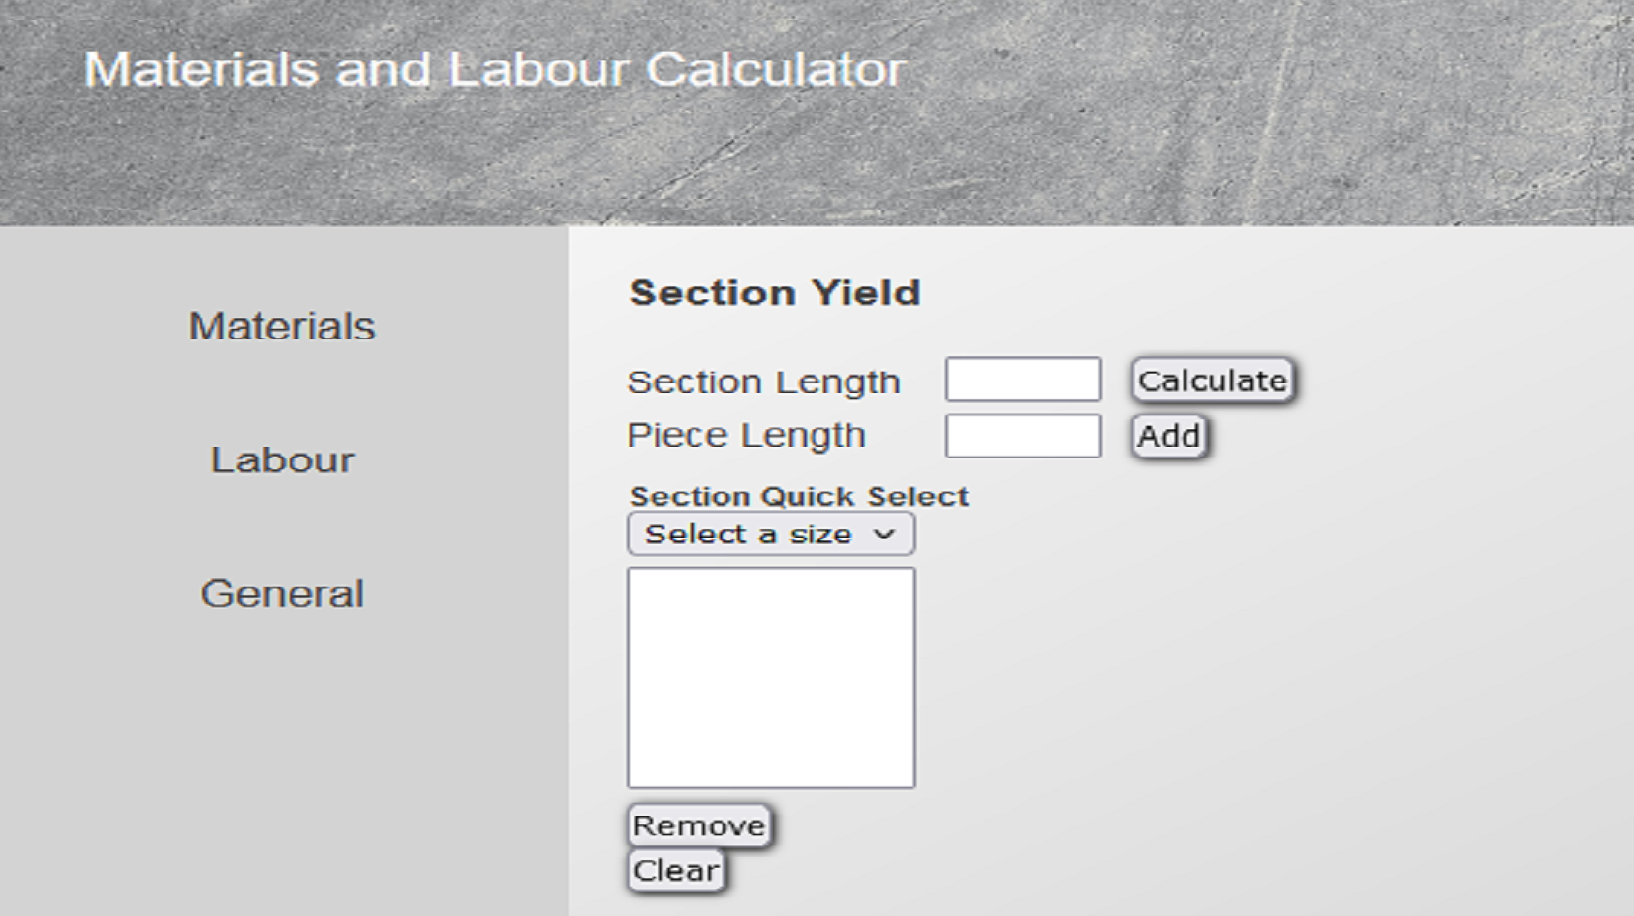 Materials and Labour Calculator
Materials
Labour
General
Section Yield
Section Length
Calculate
Piece Length
Add
Section Quick Select
Select a size
Remove
Clear